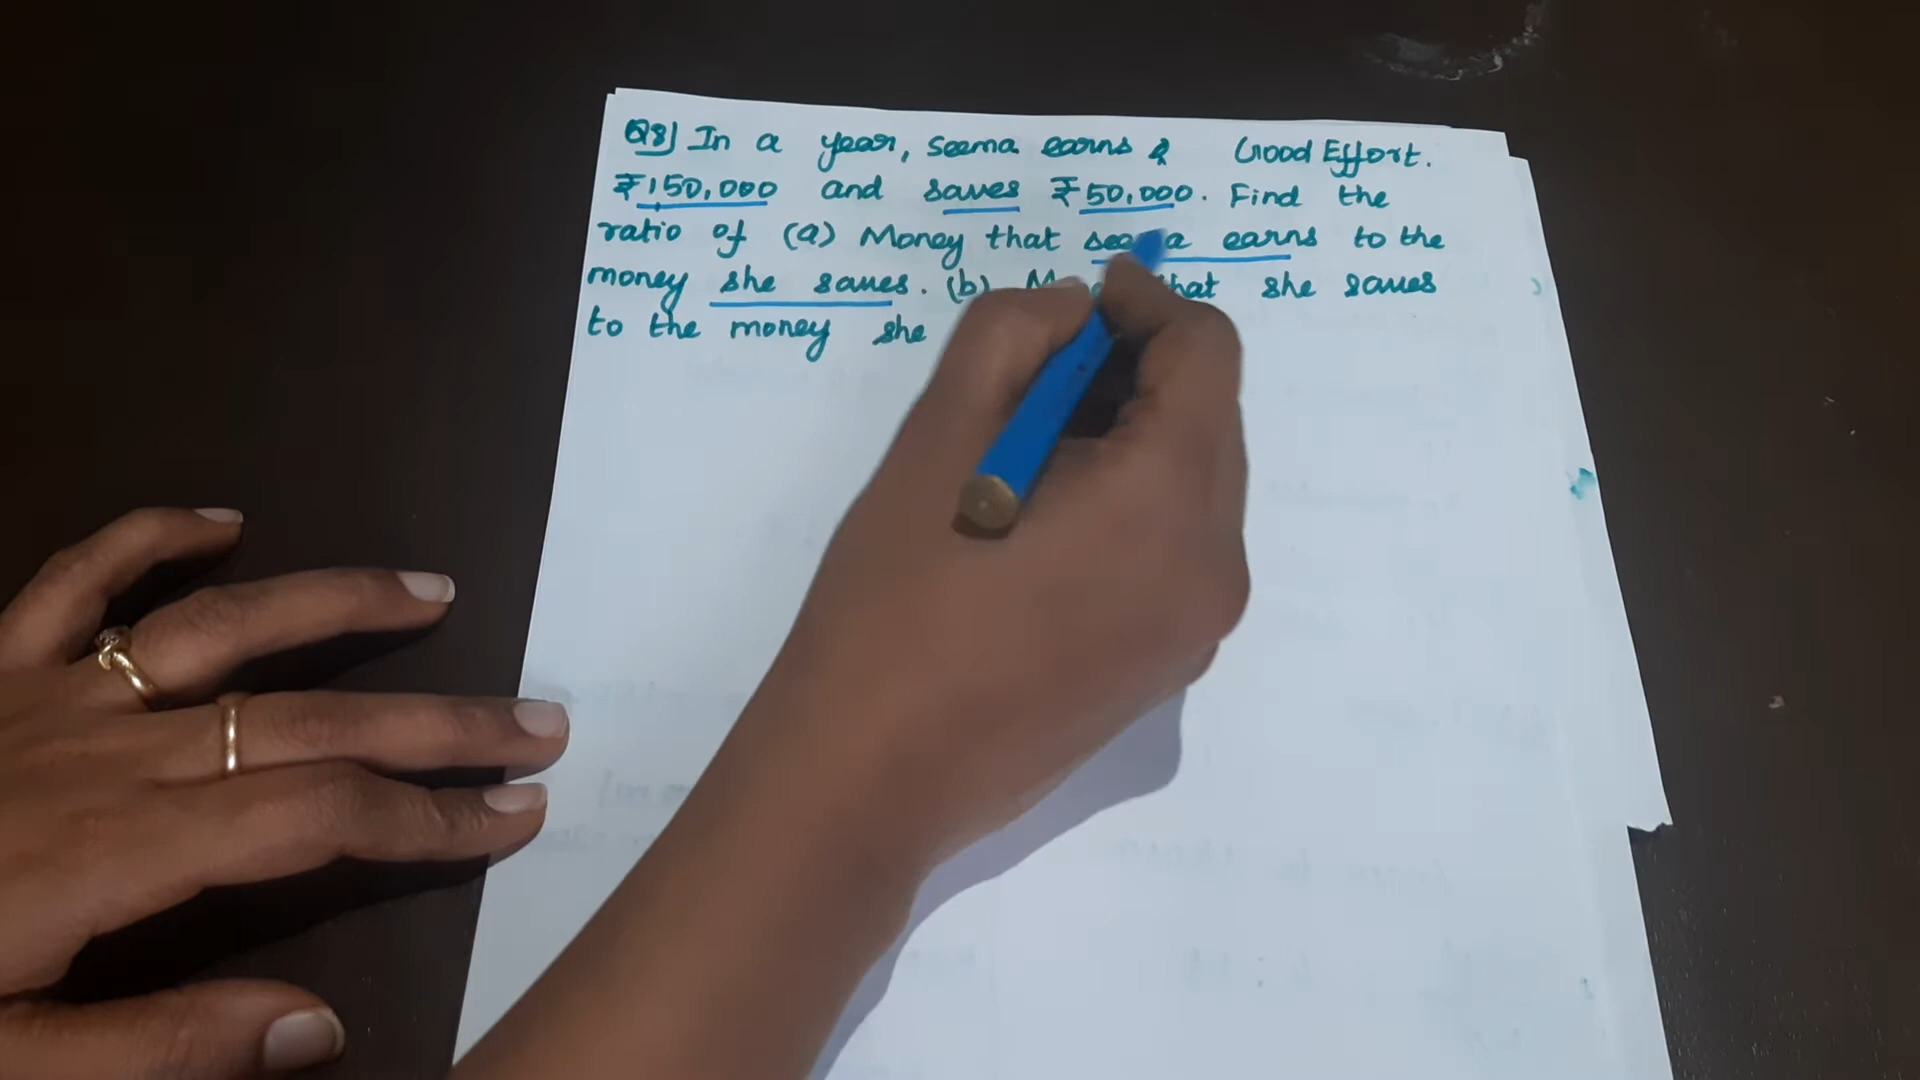 Q8] In a year, seema earns & Good Effort.
₹150,000 and saves ₹50,000. Find the
ratio of (a) Money that earns to the
money she saves. (b) that she saves
to the money she